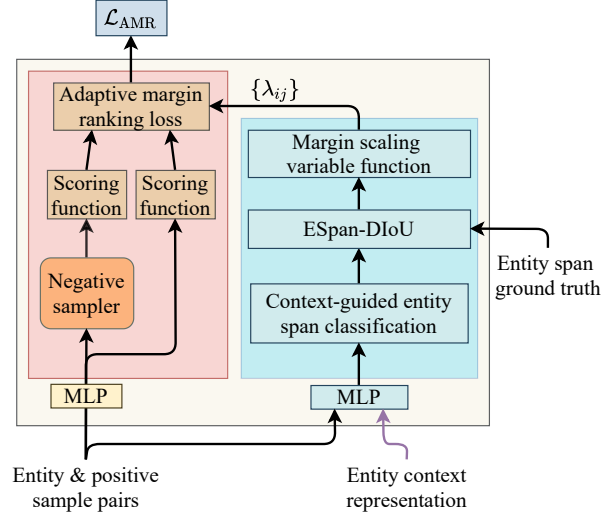 𝓛_AMR
Adaptive margin
ranking loss
{λ_ij}
Margin scaling
variable function
Scoring
function
Scoring
function
ESpan-DIoU
Entity span
ground truth
Negative
sampler
Context-guided entity
span classification
MLP
MLP
Entity & positive
sample pairs
Entity context
representation